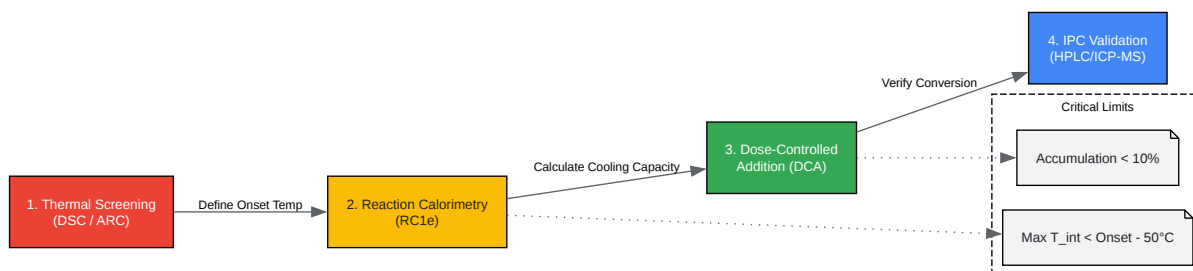 1. Thermal Screening
(DSC / ARC)
Define Onset Temp
2. Reaction Calorimetry
(RC1e)
Calculate Cooling Capacity
3. Dose-Controlled
Addition (DCA)
Verify Conversion
4. IPC Validation
(HPLC/ICP-MS)
Critical Limits
Accumulation < 10%
Max T_int < Onset - 50°C